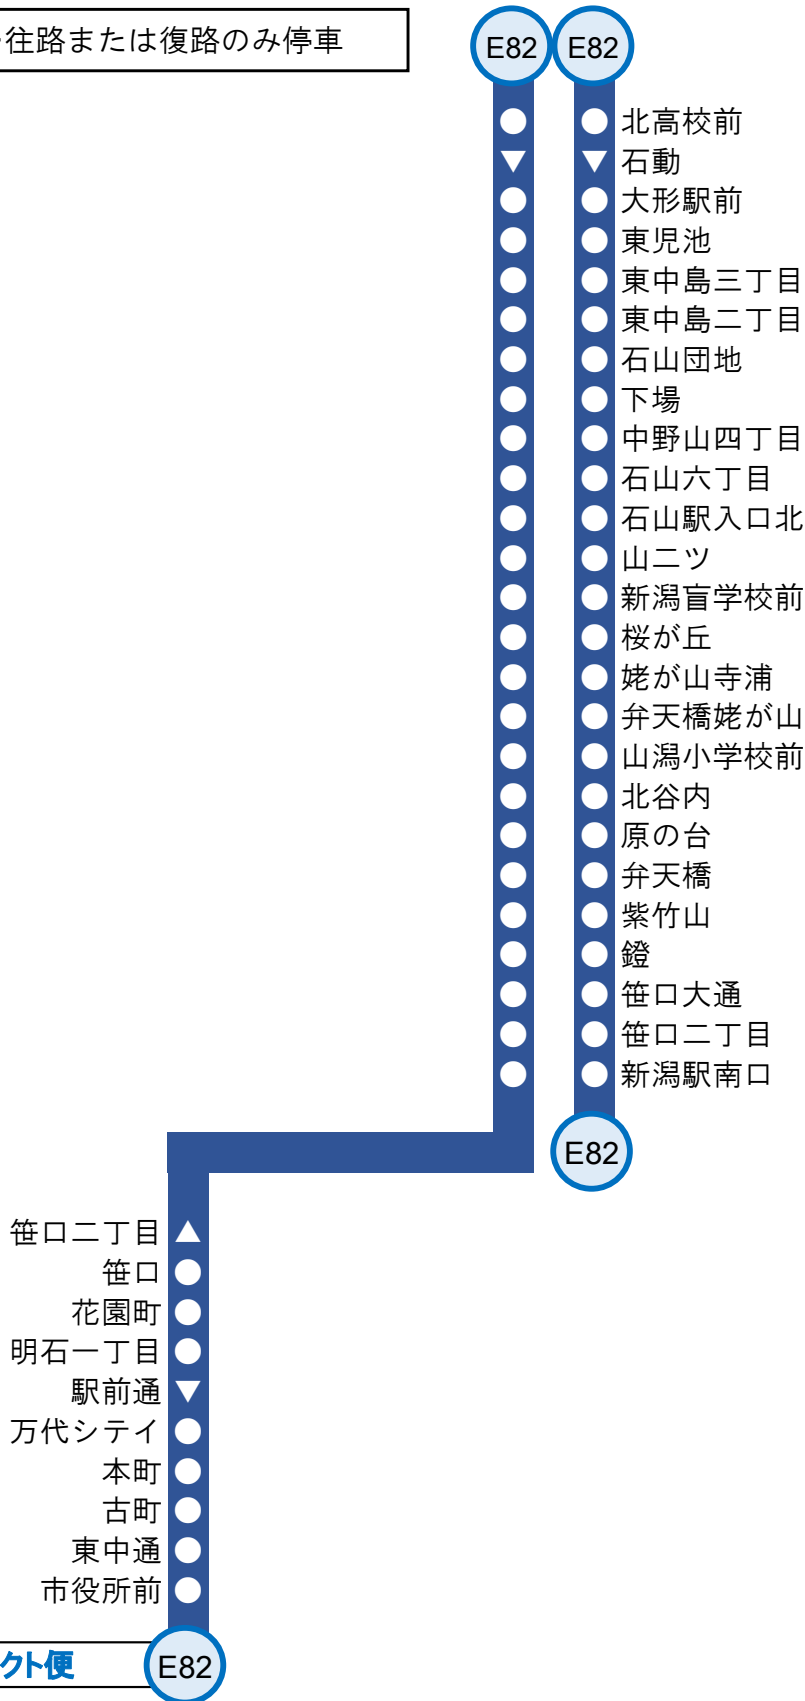 往路または復路のみ停車
E82 E82
北高校前
石動
大形駅前
東児池
東中島三丁目
東中島二丁目
石山団地
下場
中野山四丁目
石山六丁目
石山駅入口北
山二ツ
新潟盲学校前
桜が丘
姥が山寺浦
弁天橋姥が山
山潟小学校前
北谷内
原の台
弁天橋
紫竹山
鐙
笹口大通
笹口二丁目
新潟駅南口
E82
笹口二丁目
笹口
花園町
明石一丁目
駅前通
万代シテイ
本町
古町
東中通
市役所前
クト便
E82